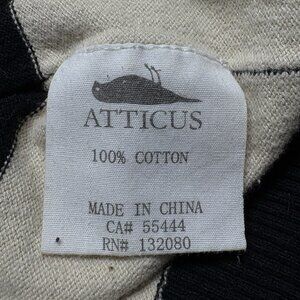 ATTICUS
100% COTTON
MADE IN CHINA
CA# 55444
RN# 132080